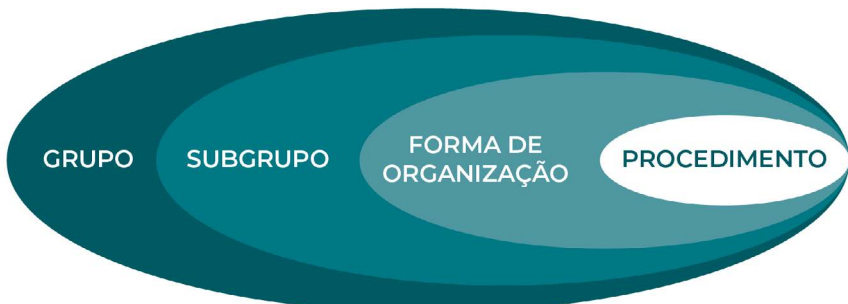 GRUPO
SUBGRUPO
FORMA DE
ORGANIZAÇÃO
PROCEDIMENTO